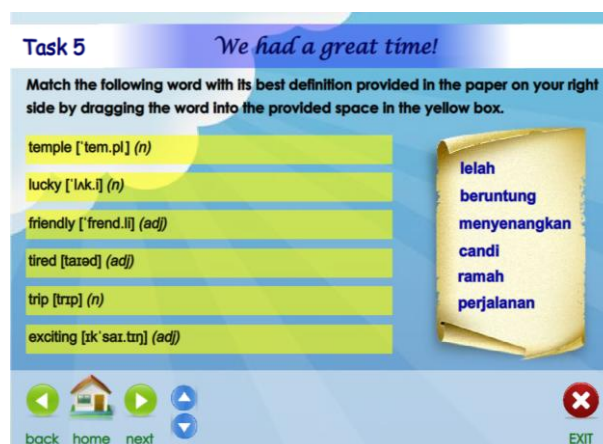 Task 5
We had a great time!
Match the following word with its best definition provided in the paper on your right
side by dragging the word into the provided space in the yellow box.
temple [ˈtem.pl̩] (n)
lucky [ˈlʌk.i] (n)
friendly [ˈfrend.li] (adj)
tired [taɪəd] (adj)
trip [trɪp] (n)
exciting [ɪkˈsaɪ.tɪŋ] (adj)
lelah
beruntung
menyenangkan
candi
ramah
perjalanan
back home next
EXIT